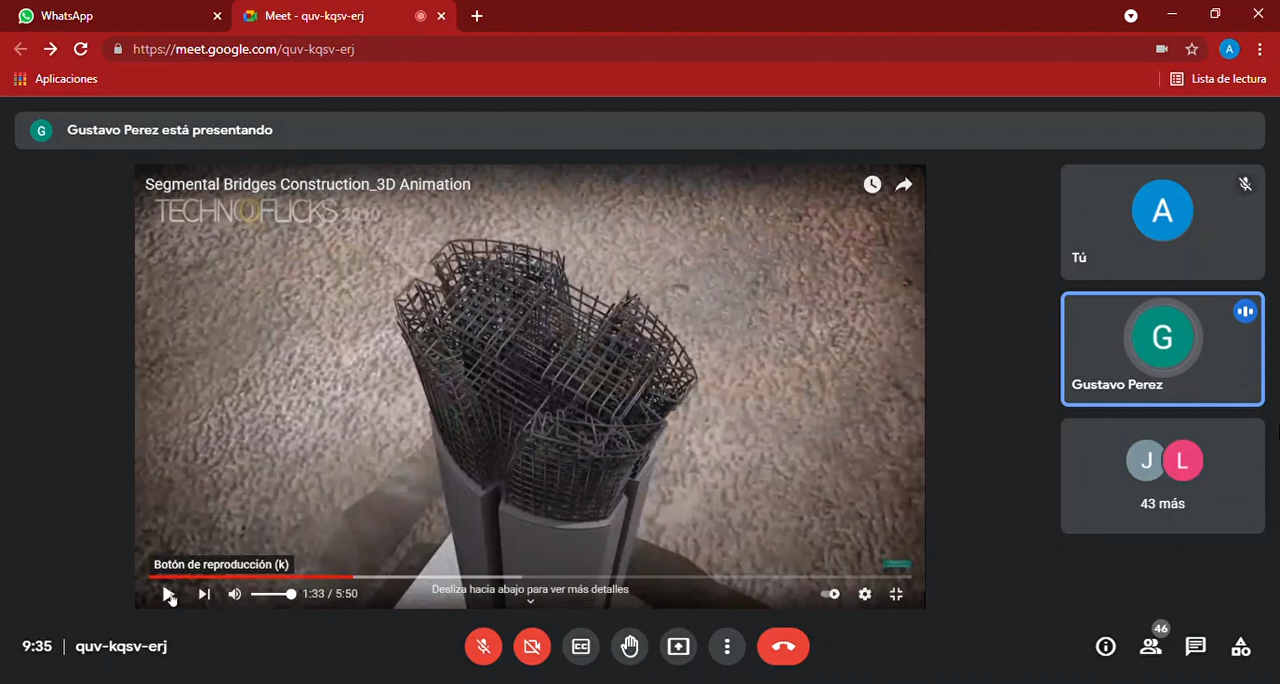 WhatsApp
Meet - quv-kqsv-erj
https://meet.google.com/quv-kqsv-erj
A
Aplicaciones
Lista de lectura
G
Gustavo Perez está presentando
Segmental Bridges Construction_3D Animation
TECHNOFLICKS 2010
A
Tú
G
Gustavo Perez
J L
43 más
Botón de reproducción (k)
1:33 / 5:50
Desliza hacia abajo para ver más detalles
9:35 | quv-kqsv-erj
CC
46